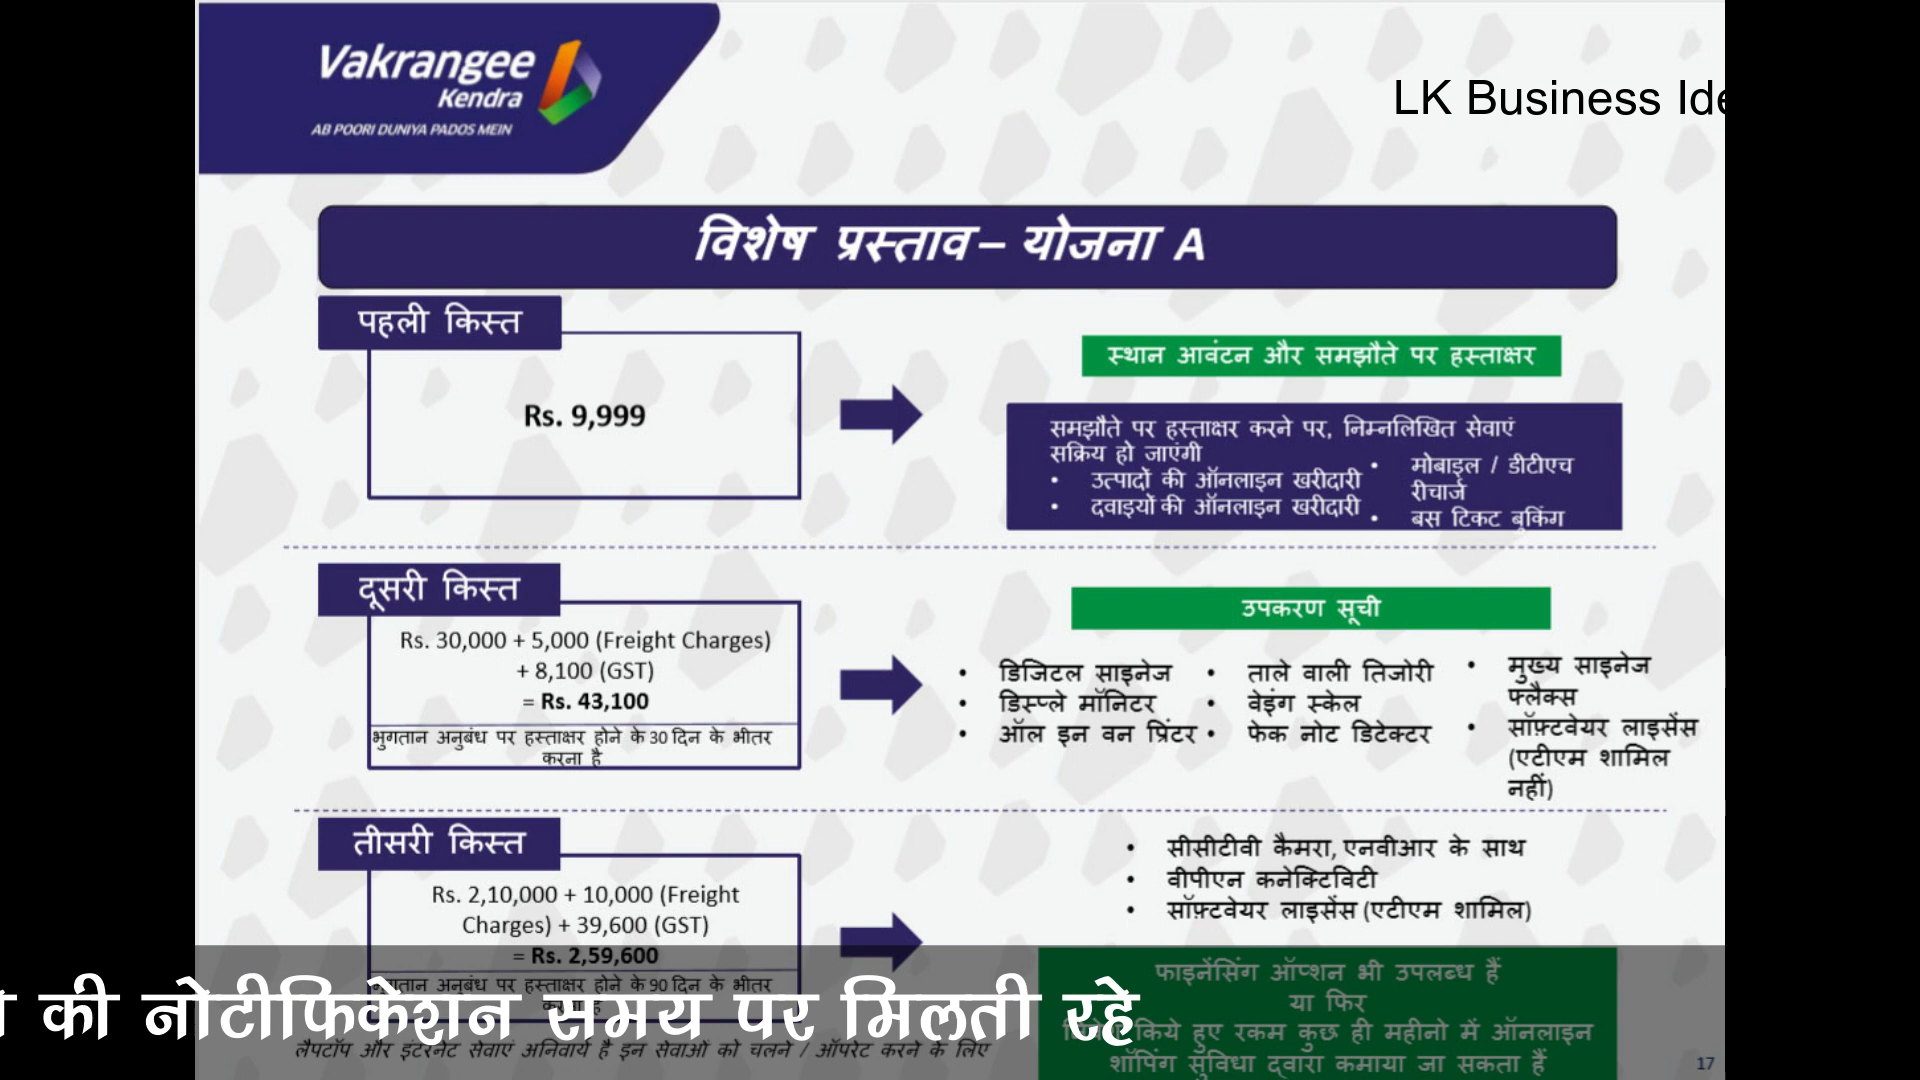 Vakrangee
Kendra
AB POORI DUNIYA PADOS MEIN
LK Business Ide
विशेष प्रस्ताव – योजना A
पहली किस्त
Rs. 9,999
स्थान आवंटन और समझौते पर हस्ताक्षर
समझौते पर हस्ताक्षर करने पर, निम्नलिखित सेवाएं
सक्रिय हो जाएंगी
• उत्पादों की ऑनलाइन खरीदारी
• दवाइयों की ऑनलाइन खरीदारी
• मोबाइल / डीटीएच
रीचार्ज
• बस टिकट बुकिंग
दूसरी किस्त
Rs. 30,000 + 5,000 (Freight Charges)
+ 8,100 (GST)
= Rs. 43,100
भुगतान अनुबंध पर हस्ताक्षर होने के 30 दिन के भीतर
करना है
उपकरण सूची
• डिजिटल साइनेज
• डिस्प्ले मॉनिटर
• ऑल इन वन प्रिंटर
• ताले वाली तिजोरी
• वेइंग स्केल
• फेक नोट डिटेक्टर
• मुख्य साइनेज
फ्लैक्स
• सॉफ़्टवेयर लाइसेंस
(एटीएम शामिल
नहीं)
तीसरी किस्त
Rs. 2,10,000 + 10,000 (Freight
Charges) + 39,600 (GST)
= Rs. 2,59,600
अनुबंध पर हस्ताक्षर होने के 90 दिन के भीतर
• सीसीटीवी कैमरा, एनवीआर के साथ
• वीपीएन कनेक्टिविटी
• सॉफ़्टवेयर लाइसेंस (एटीएम शामिल)
फाइनेंसिंग ऑप्शन भी उपलब्ध हैं
या फिर
किये हुए रकम कुछ ही महीनो में ऑनलाइन
शॉपिंग सुविधा द्वारा कमाया जा सकता हैं
की नोटीफिकेशन समय पर मिलती रहे
लैपटॉप और इंटरनेट सेवाएं अनिवार्य है इन सेवाओं को चलने / ऑपरेट करने के लिए
17